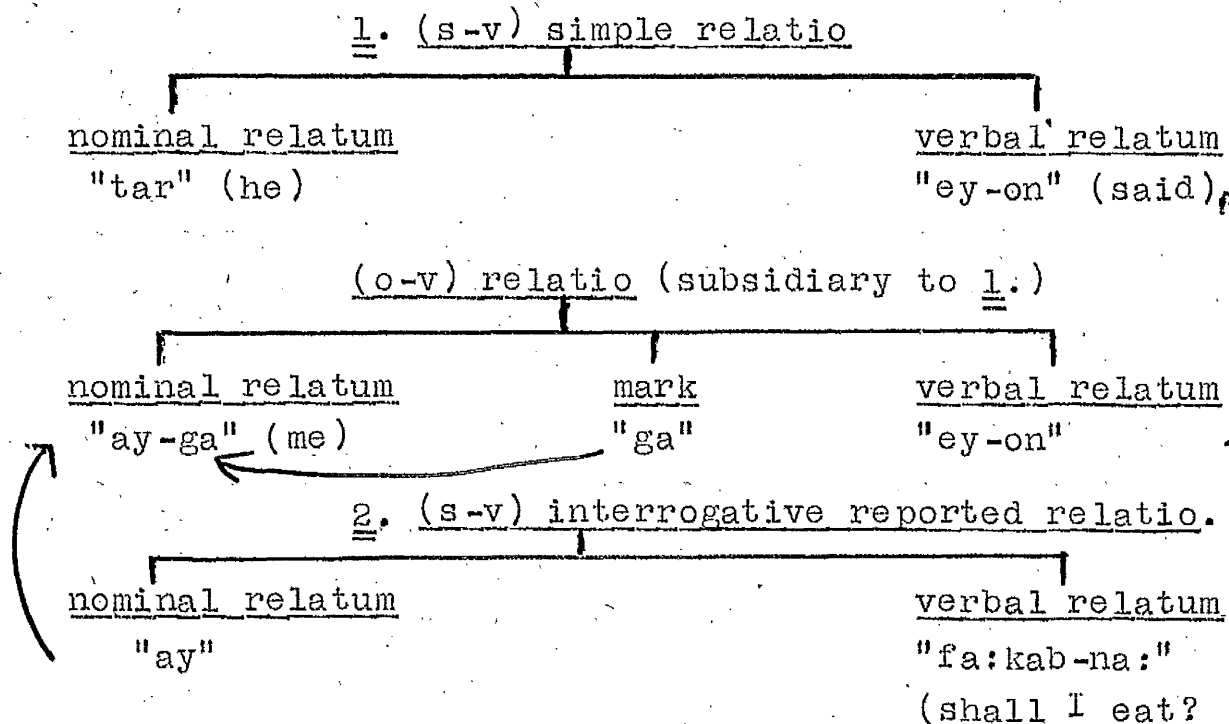 1. (s-v) simple relatio
nominal relatum verbal relatum
"tar" (he) "ey-on" (said),
(o-v) relatio (subsidiary to 1.)
nominal relatum mark verbal relatum
"ay-ga" (me) "ga" "ey-on"
2. (s-v) interrogative reported relatio.
nominal relatum verbal relatum
"ay" "fa:kab-na:"
(shall I eat?